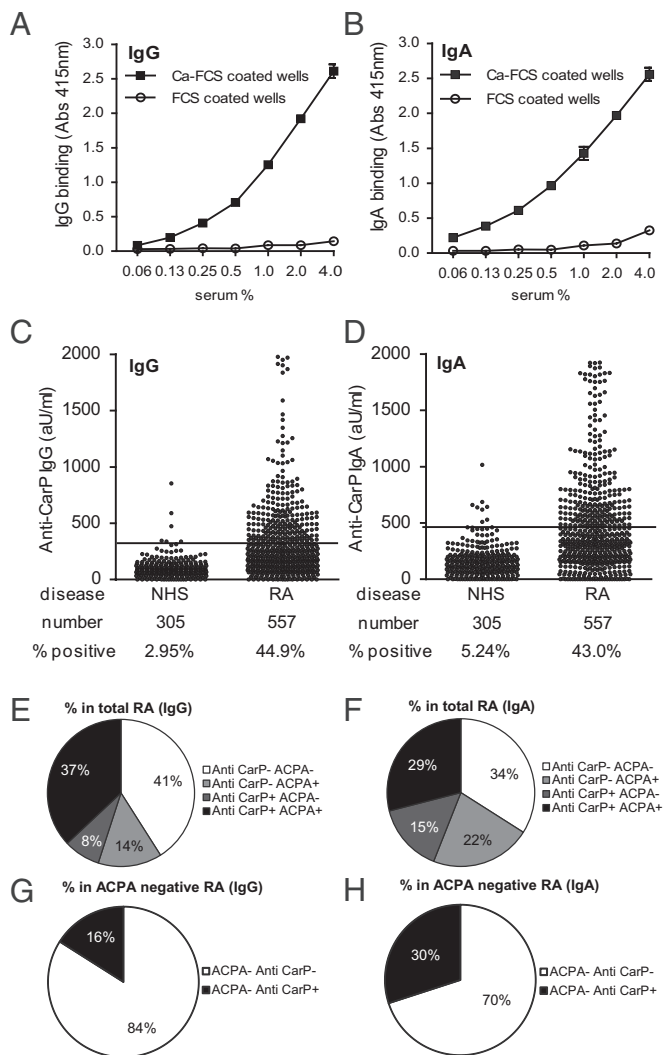 A
IgG
Ca-FCS coated wells
FCS coated wells
IgG binding (Abs 415nm)
3.0
2.5
2.0
1.5
1.0
0.5
0.0
0.06 0.13 0.25 0.5 1.0 2.0 4.0
serum %
B
IgA
Ca-FCS coated wells
FCS coated wells
IgA binding (Abs 415nm)
3.0
2.5
2.0
1.5
1.0
0.5
0.0
0.06 0.13 0.25 0.5 1.0 2.0 4.0
serum %
C
IgG
Anti-CarP IgG (aU/ml)
2000
1500
1000
500
0
disease NHS RA
number 305 557
% positive 2.95% 44.9%
D
IgA
Anti-CarP IgA (aU/ml)
2000
1500
1000
500
0
disease NHS RA
number 305 557
% positive 5.24% 43.0%
E
% in total RA (IgG)
37%
41%
8%
14%
Anti CarP- ACPA-
Anti CarP- ACPA+
Anti CarP+ ACPA-
Anti CarP+ ACPA+
F
% in total RA (IgA)
29%
34%
15%
22%
Anti CarP- ACPA-
Anti CarP- ACPA+
Anti CarP+ ACPA-
Anti CarP+ ACPA+
G
% in ACPA negative RA (IgG)
16%
84%
ACPA- Anti CarP-
ACPA- Anti CarP+
H
% in ACPA negative RA (IgA)
30%
70%
ACPA- Anti CarP-
ACPA- Anti CarP+